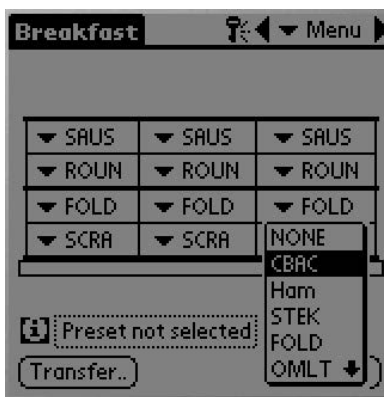 Breakfast Menu
SAUS SAUS SAUS
ROUN ROUN ROUN
FOLD FOLD FOLD
SCRA SCRA NONE
CBAC
Ham
STEK
[i] Preset not selected
FOLD
Transfer.. OMLT